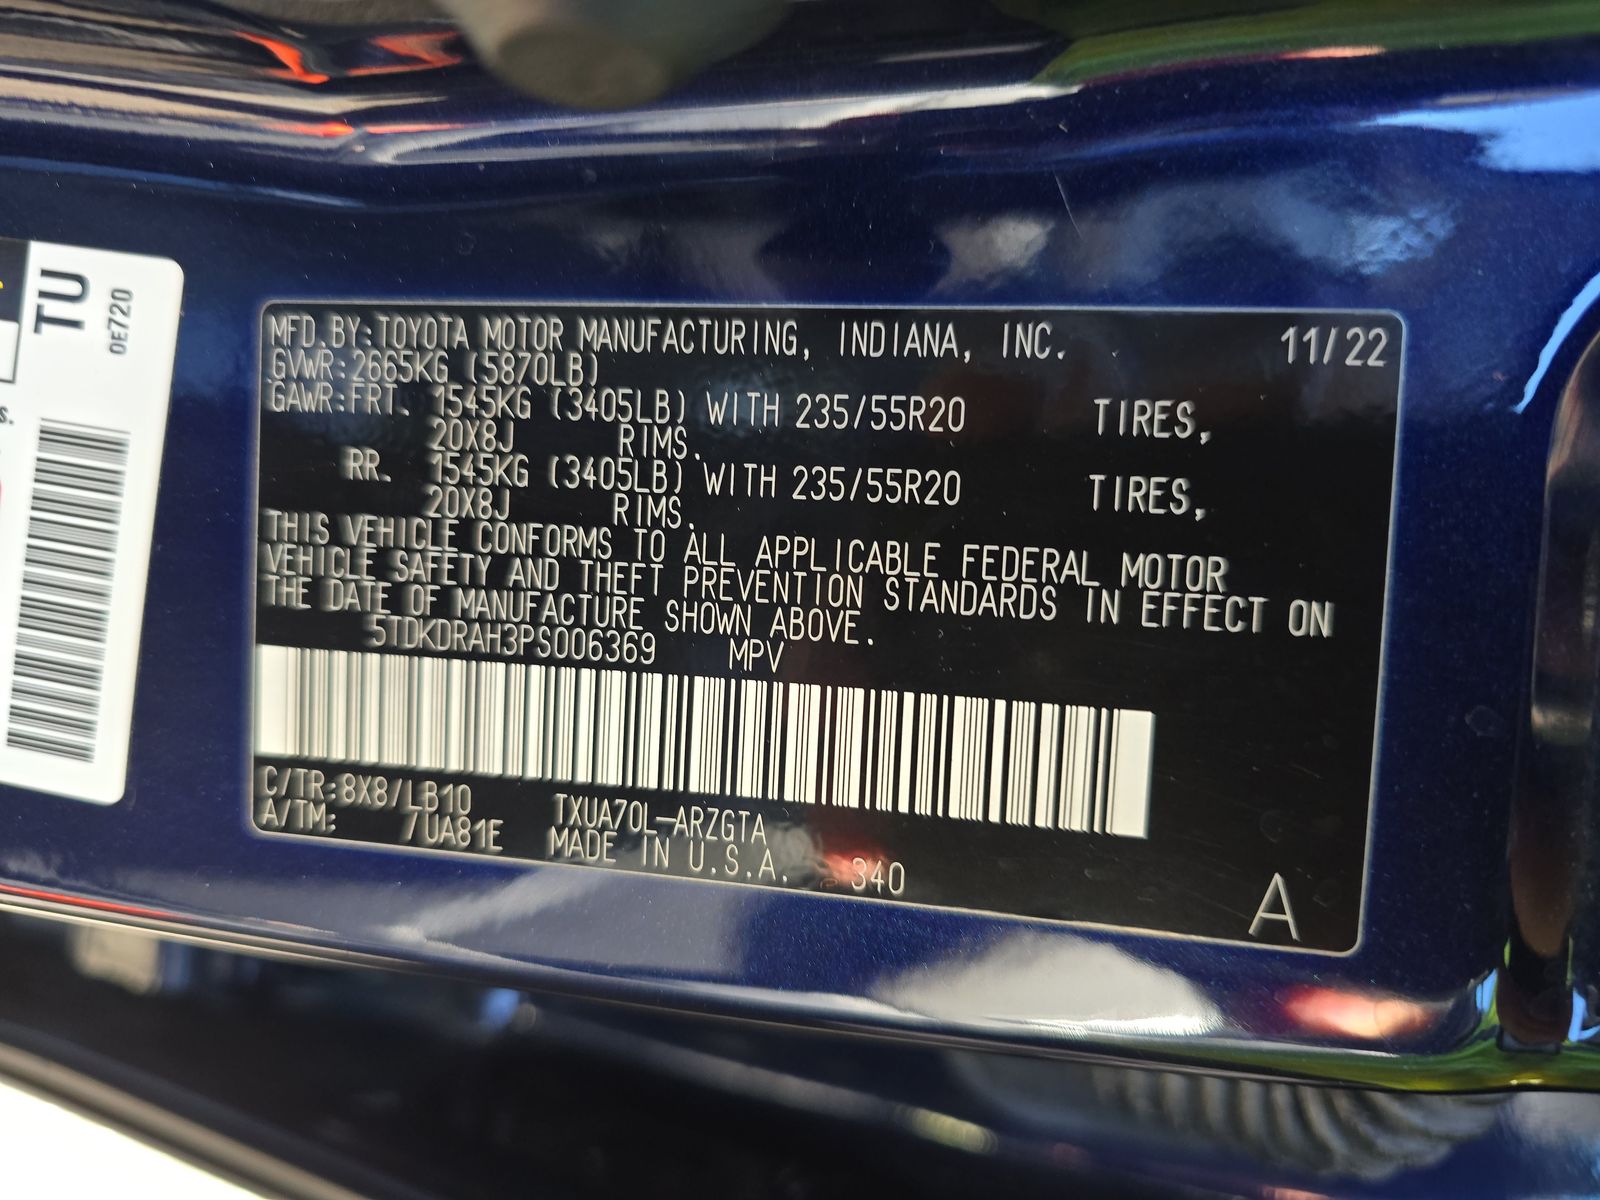 TU
0E720
s.
MFD.BY:TOYOTA MOTOR MANUFACTURING, INDIANA, INC. 11/22
GVWR:2665KG (5870LB)
GAWR:FRT. 1545KG (3405LB) WITH 235/55R20 TIRES,
20X8J RIMS.
RR. 1545KG (3405LB) WITH 235/55R20 TIRES,
20X8J RIMS.
THIS VEHICLE CONFORMS TO ALL APPLICABLE FEDERAL MOTOR
VEHICLE SAFETY AND THEFT PREVENTION STANDARDS IN EFFECT ON
THE DATE OF MANUFACTURE SHOWN ABOVE.
5TDKDRAH3PS006369 MPV
C/TR:8X8/LB10 TXUA70L-ARZGTA
A/TM: /UA81E MADE IN U.S.A. 340
A